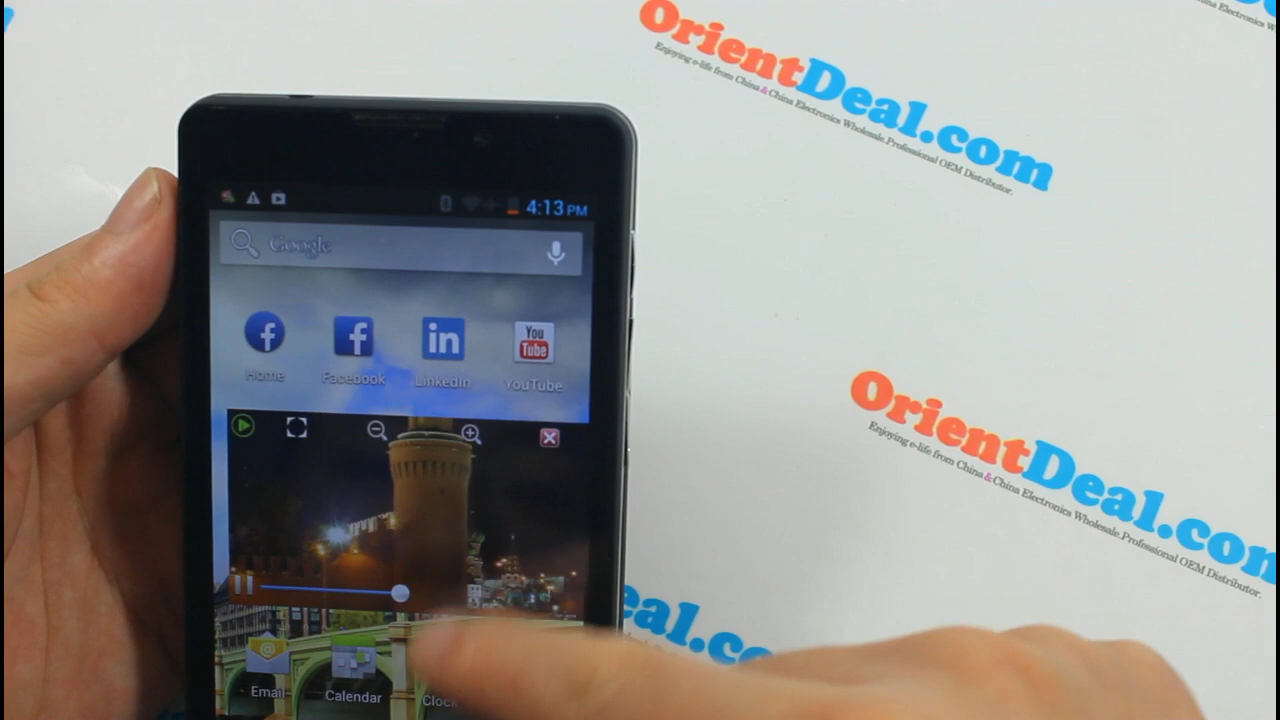 OrientDeal.com
Enjoying e-life from China&China Electronics Wholesale,Professional OEM Distributor.
4:13 PM
Google
Home
Facebook
LinkedIn
YouTube
f
f
in
You
Tube
OrientDeal.com
Enjoying e-life from China&China Electronics Wholesale,Professional OEM Distributor.
eal.co
Email
Calendar
Clock